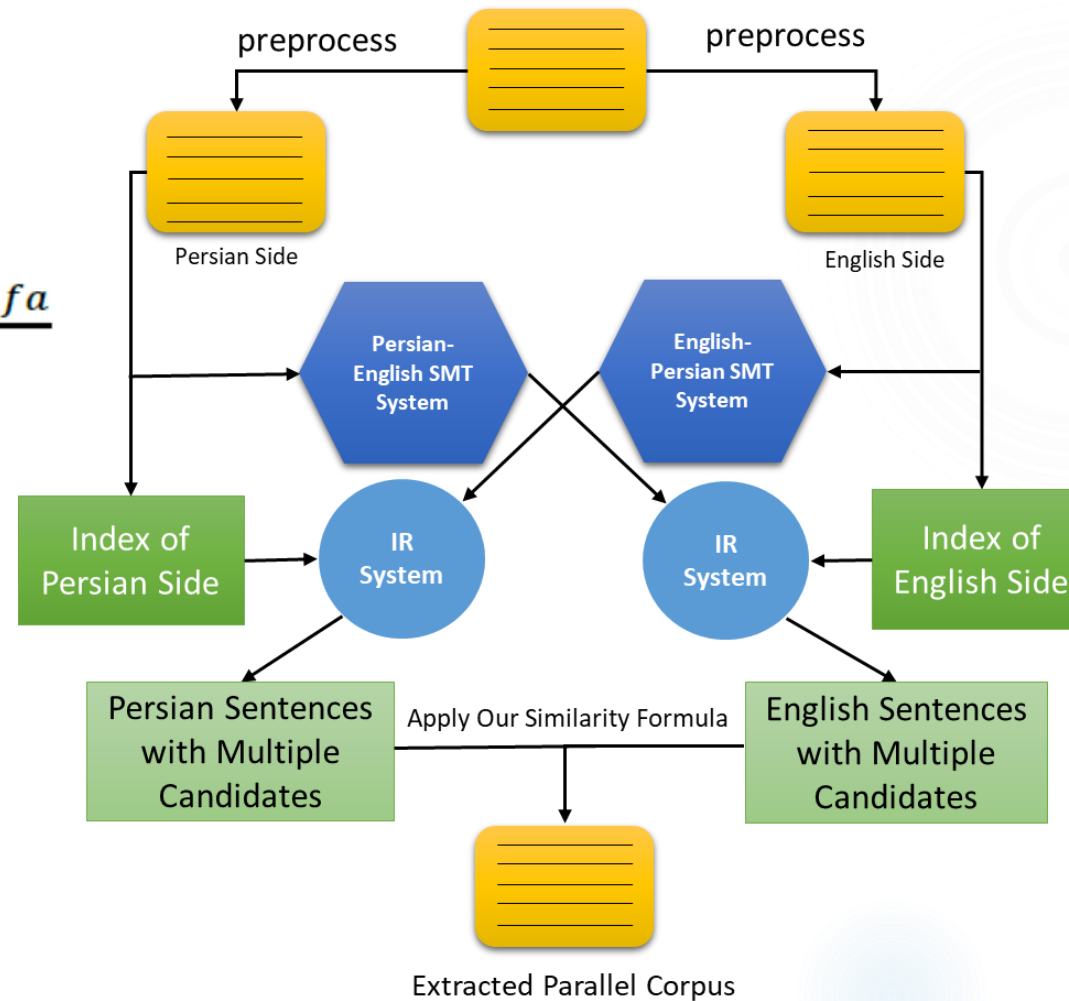 preprocess
preprocess
Persian Side
English Side
fa
Persian-
English SMT
System
English-
Persian SMT
System
Index of
Persian Side
IR
System
IR
System
Index of
English Side
Persian Sentences
with Multiple
Candidates
Apply Our Similarity Formula
English Sentences
with Multiple
Candidates
Extracted Parallel Corpus